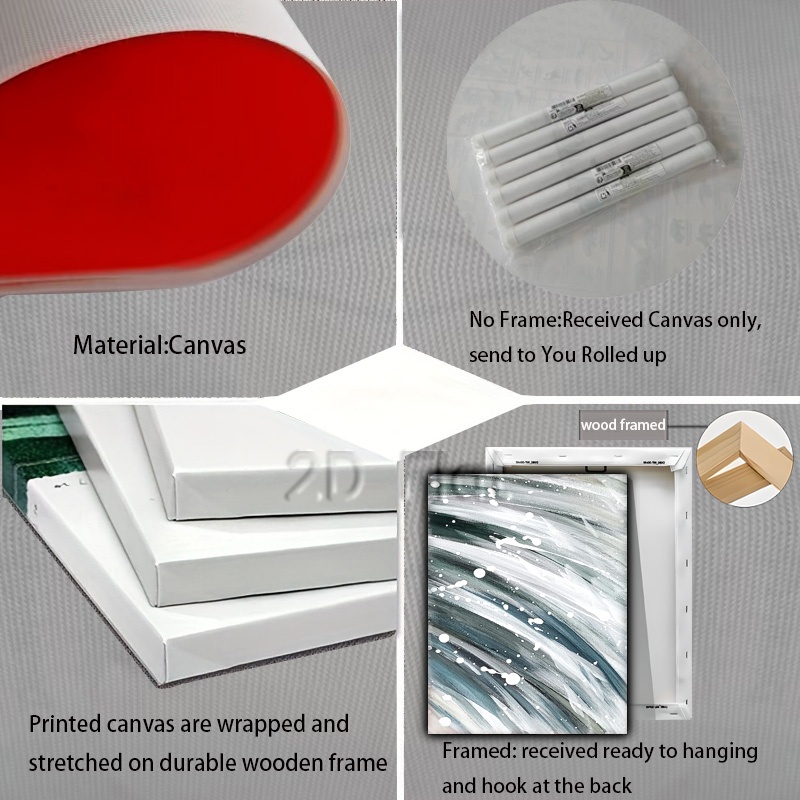 Material:Canvas
No Frame:Received Canvas only,
send to You Rolled up
wood framed
2D
Printed canvas are wrapped and
stretched on durable wooden frame
Framed: received ready to hanging
and hook at the back